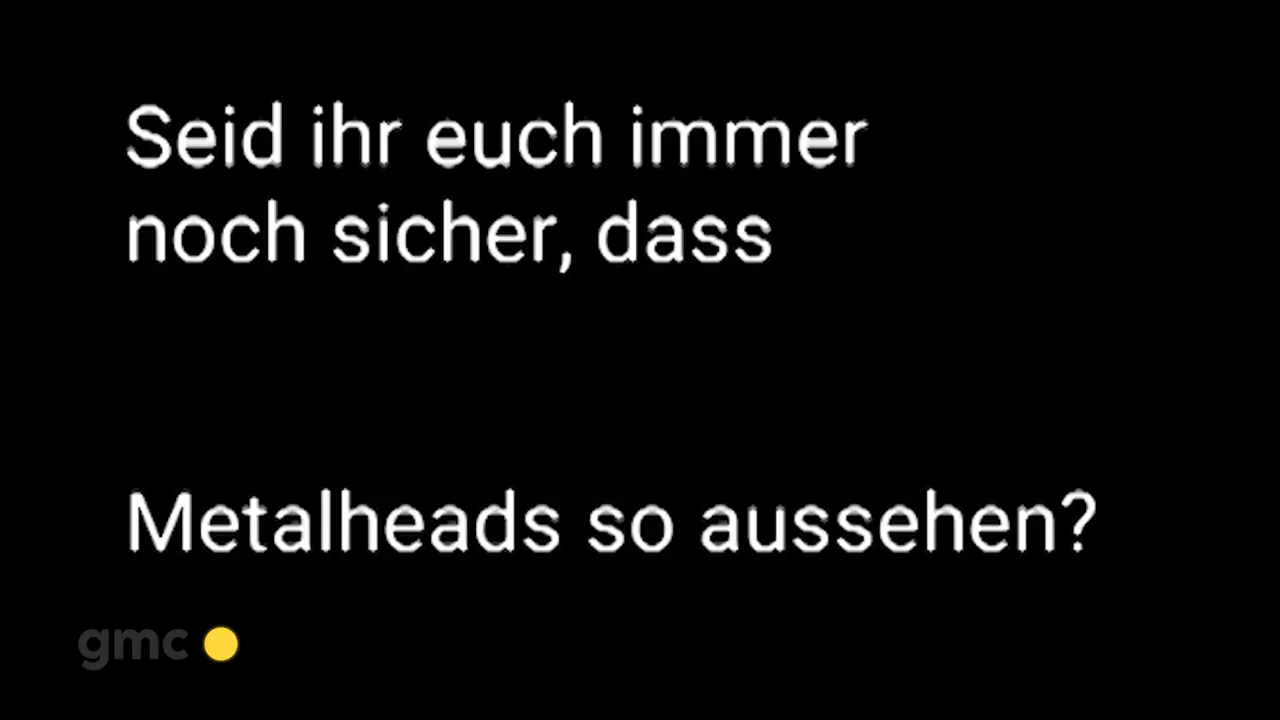 Seid ihr euch immer
noch sicher, dass
Metalheads so aussehen?
gmc